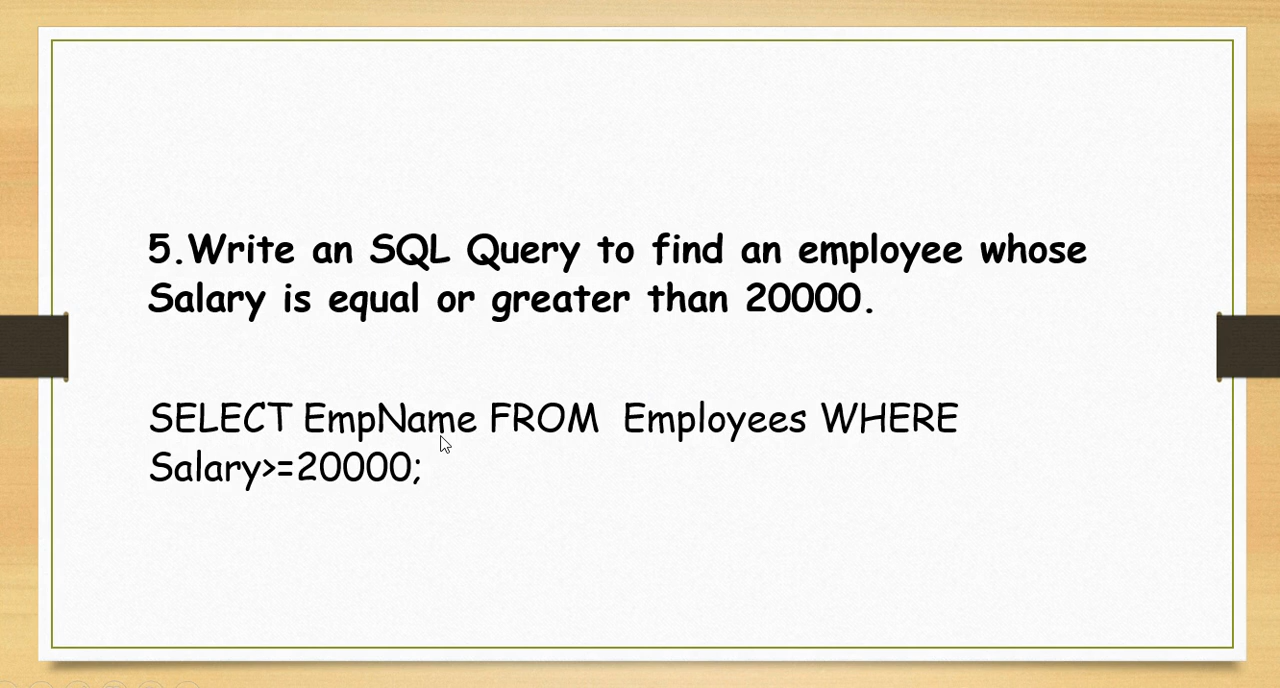 5.Write an SQL Query to find an employee whose
Salary is equal or greater than 20000.
SELECT EmpName FROM  Employees WHERE
Salary>=20000;